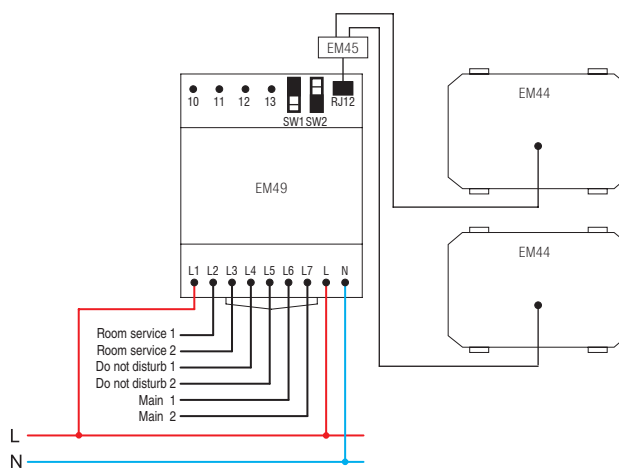 EM45
EM44
10 11 12 13 SW1 SW2 RJ12
EM49
EM44
L1 L2 L3 L4 L5 L6 L7 L N
Room service 1
Room service 2
Do not disturb 1
Do not disturb 2
Main 1
Main 2
L
N